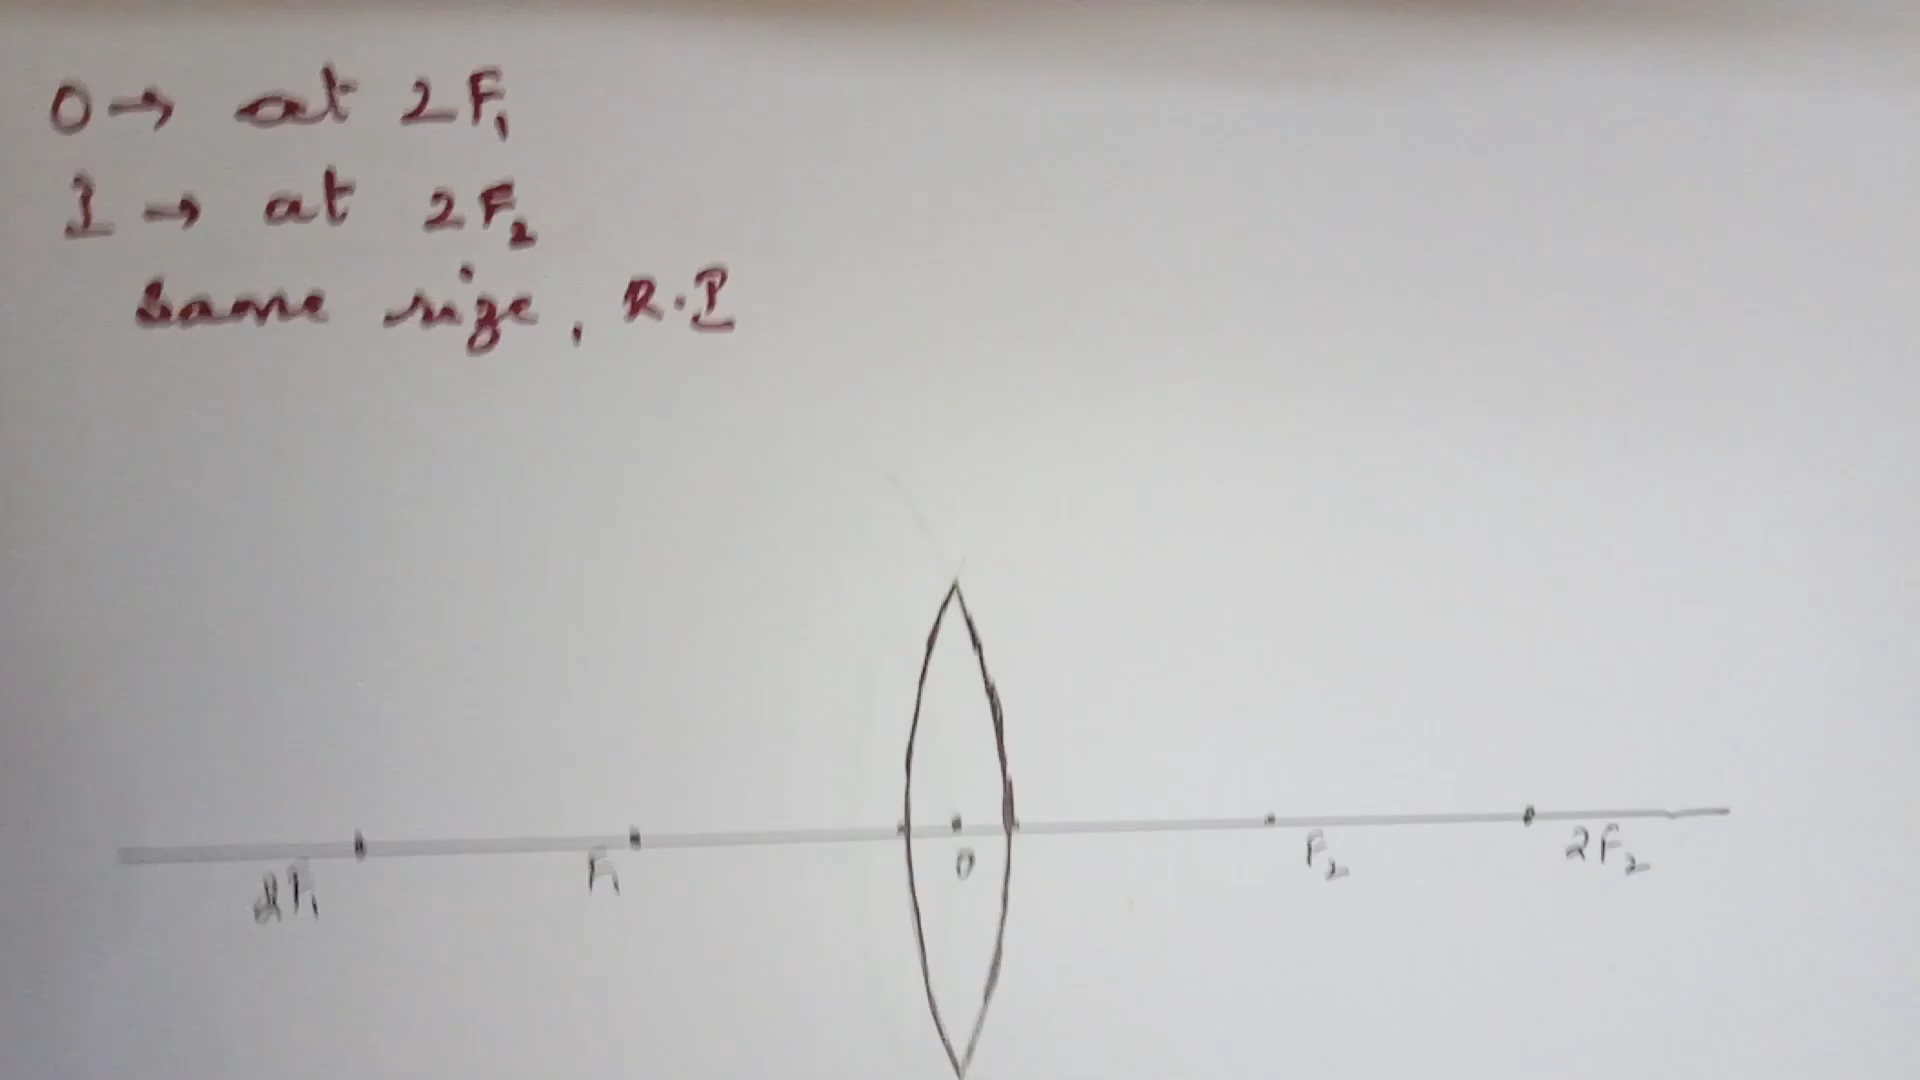 O → at 2F₁
I → at 2F₂
same size, R.I
2F₁ F₁ O F₂ 2F₂